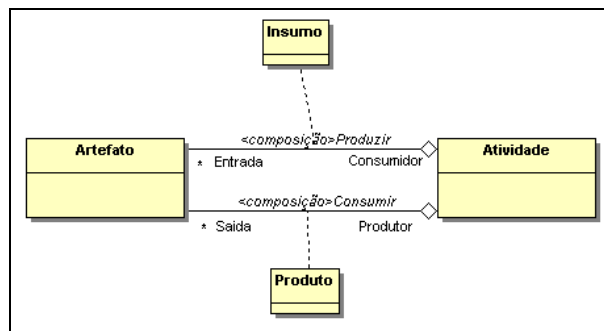 Insumo
<composição>Produzir
Artefato
Atividade
* Entrada
Consumidor
<composição>Consumir
* Saida
Produtor
Produto